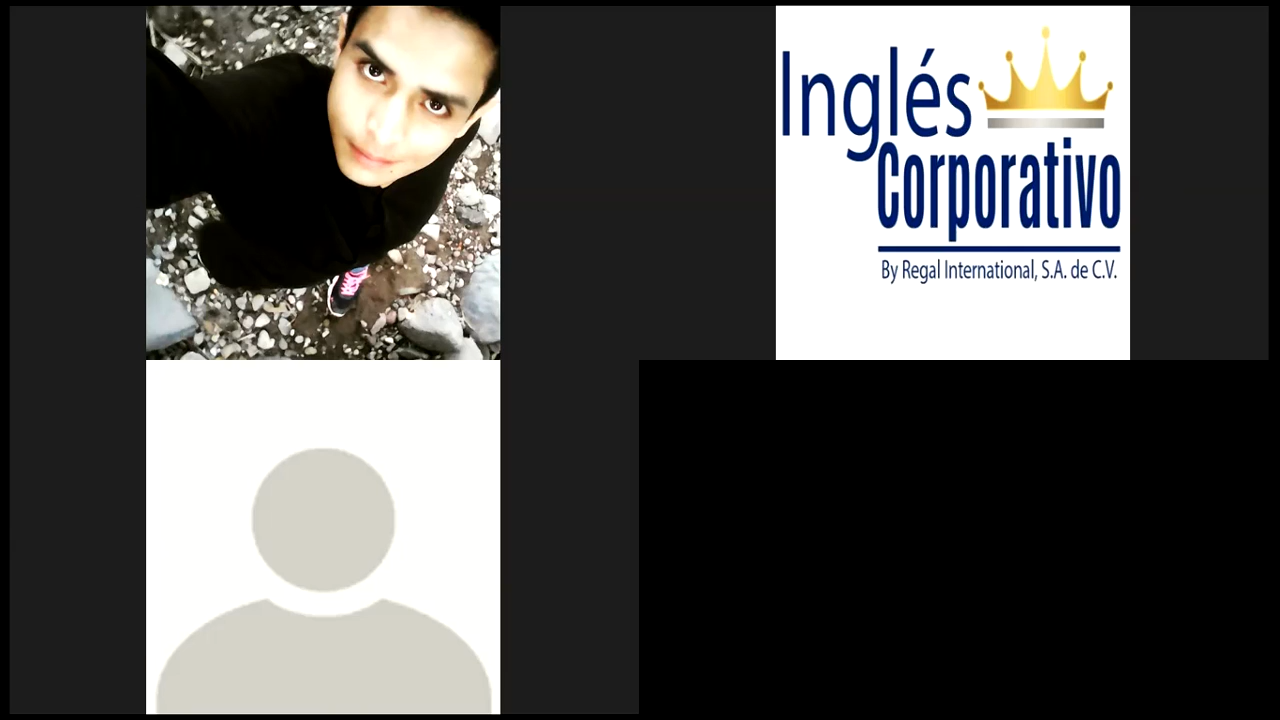 Inglés
Corporativo
By Regal International, S.A. de C.V.